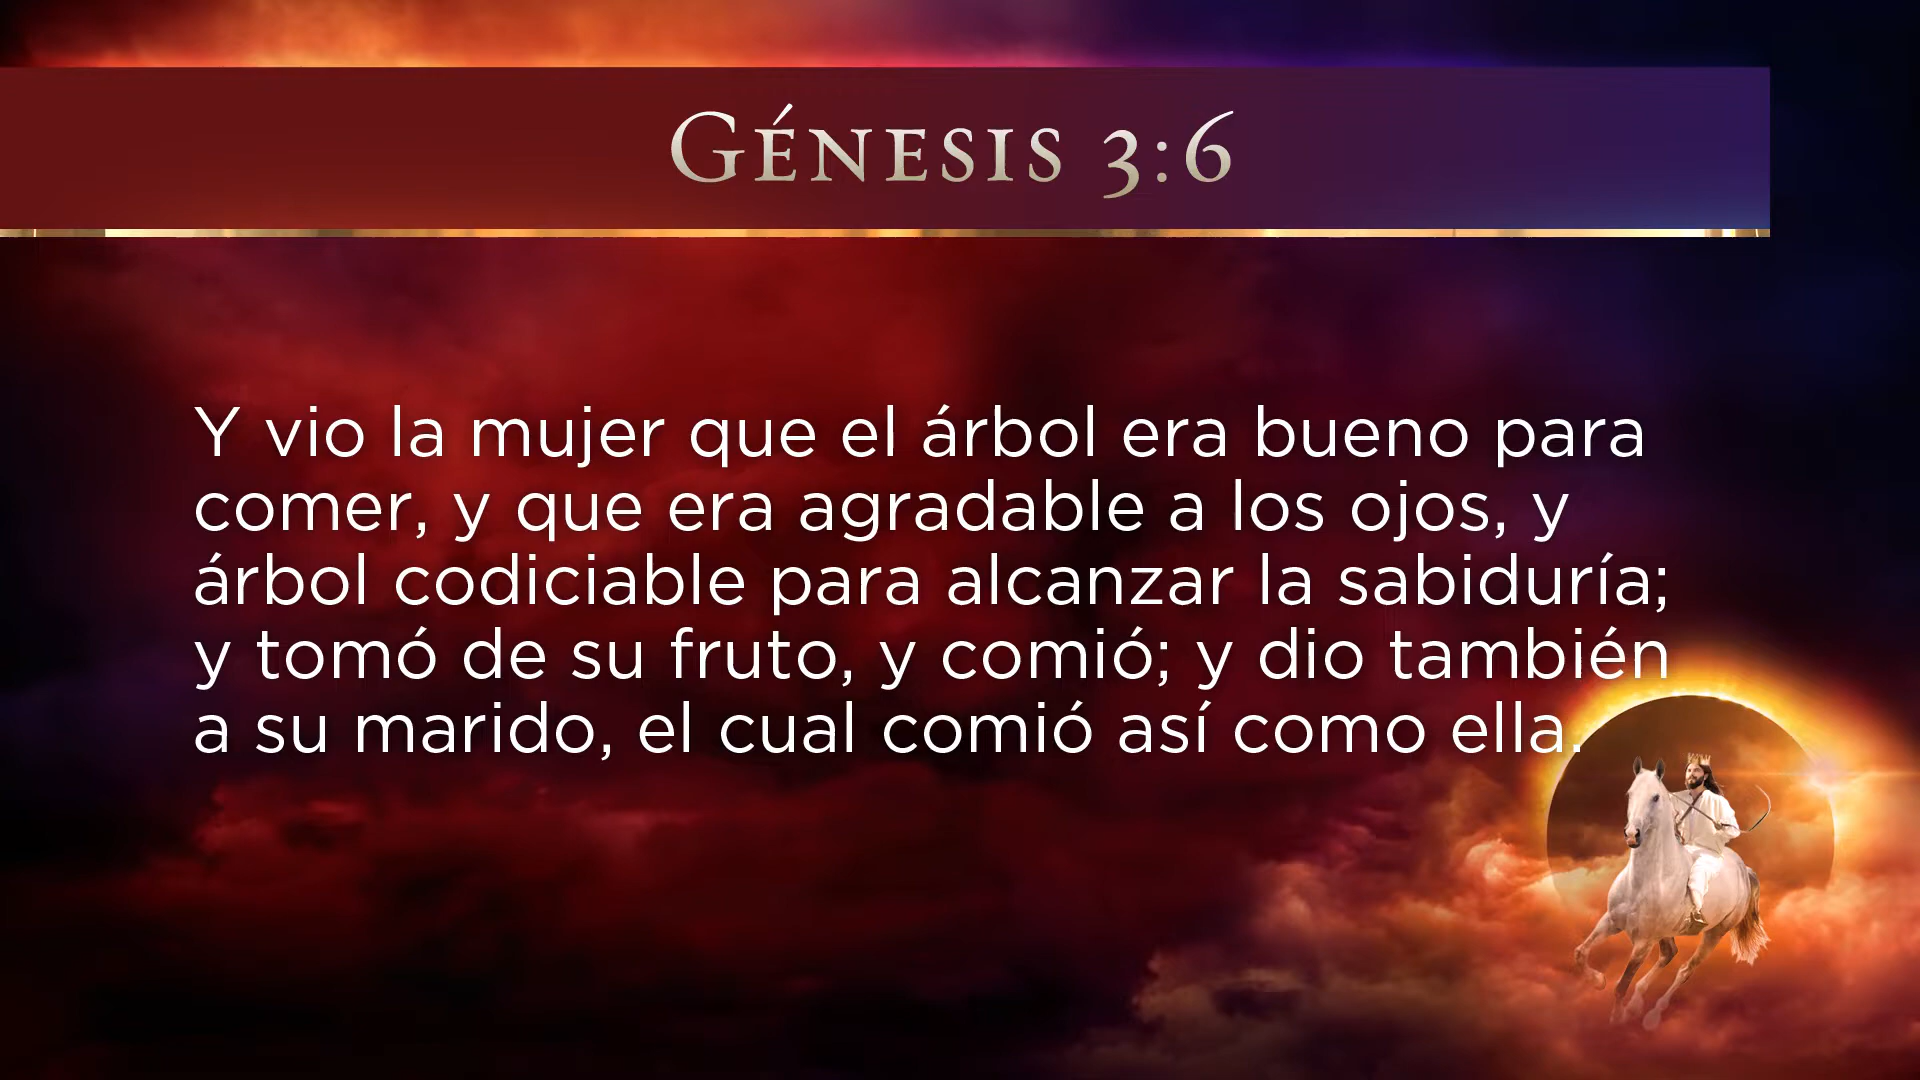 Génesis 3:6
Y vio la mujer que el árbol era bueno para
comer, y que era agradable a los ojos, y
árbol codiciable para alcanzar la sabiduría;
y tomó de su fruto, y comió; y dio también
a su marido, el cual comió así como ella.